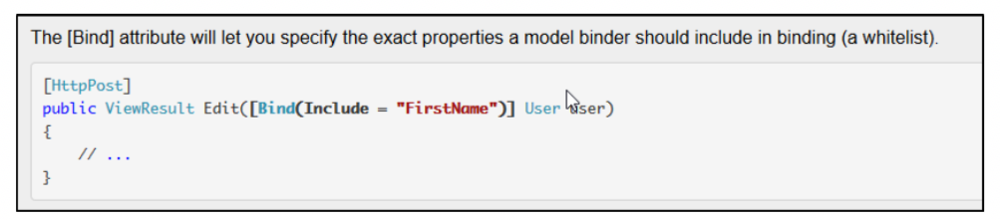 The [Bind] attribute will let you specify the exact properties a model binder should include in binding (a whitelist).
[HttpPost]
public ViewResult Edit([Bind(Include = "FirstName")] User user)
{
// ...
}